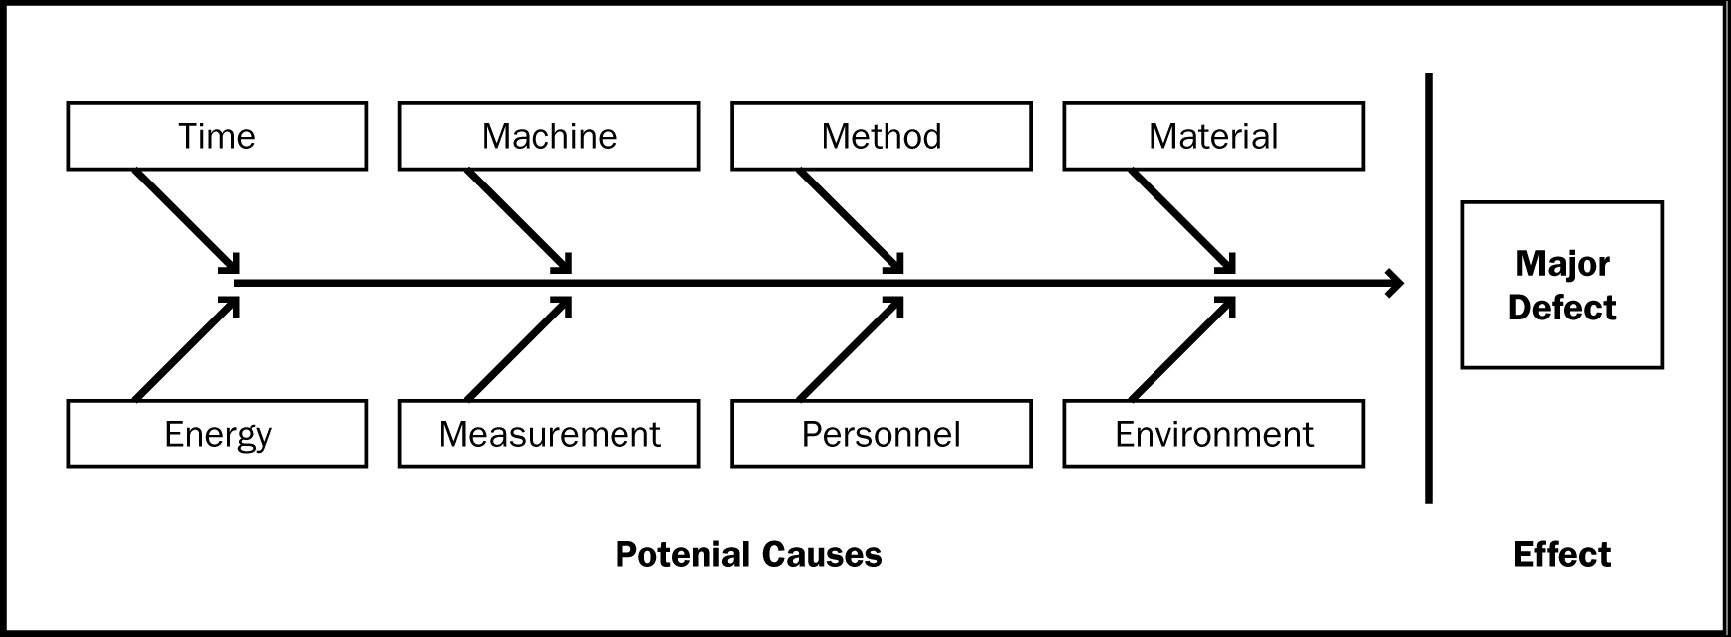 Time
Machine
Method
Material
Major
Defect
Energy
Measurement
Personnel
Environment
Potenial Causes
Effect